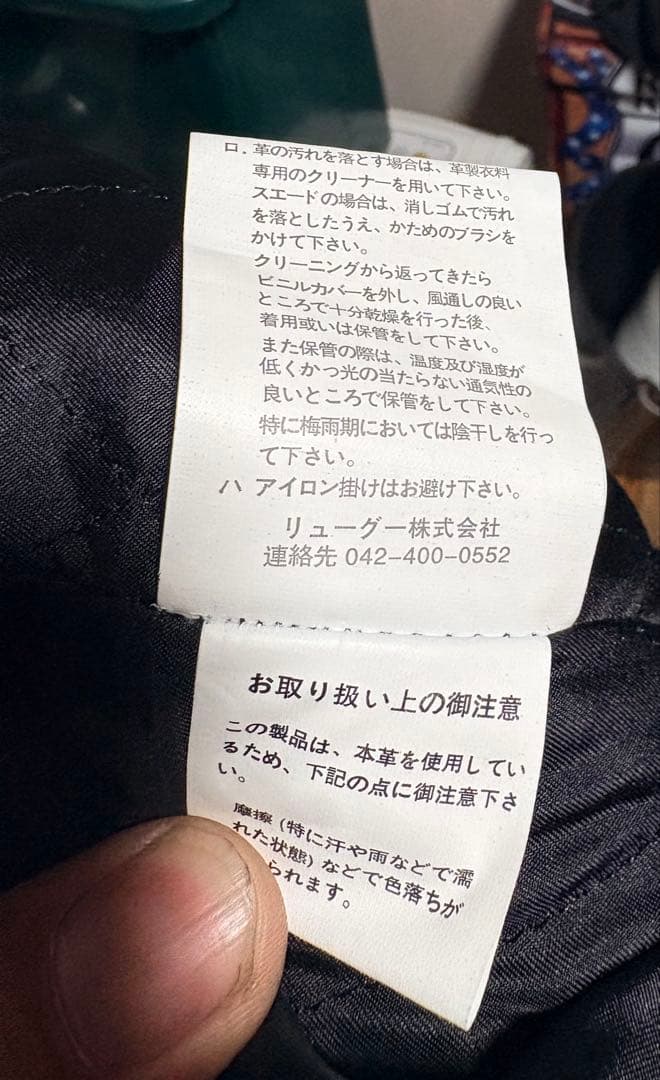 ロ．革の汚れを落とす場合は、革製衣料
専用のクリーナーを用いて下さい。
スエードの場合は、消しゴムで汚れ
を落としたうえ、かためのブラシを
かけて下さい。
クリーニングから返ってきたら
ビニルカバーを外し、風通しの良い
ところで十分乾燥を行った後、
着用或いは保管をして下さい。
また保管の際は、温度及び湿度が
低くかつ光の当たらない通気性の
良いところで保管をして下さい。
特に梅雨期においては陰干しを行っ
て下さい。
ハ アイロン掛けはお避け下さい。
リューグー株式会社
連絡先 042-400-0552
お取り扱い上の御注意
この製品は、本革を使用してい
るため、下記の点に御注意下さ
い。
摩擦（特に汗や雨などで濡
れた状態）などで色落ちが
られます。